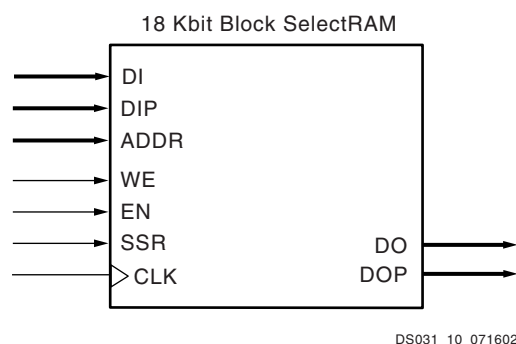 18 Kbit Block SelectRAM
DI
DIP
ADDR
WE
EN
SSR
CLK
DO
DOP
DS031_10_071602